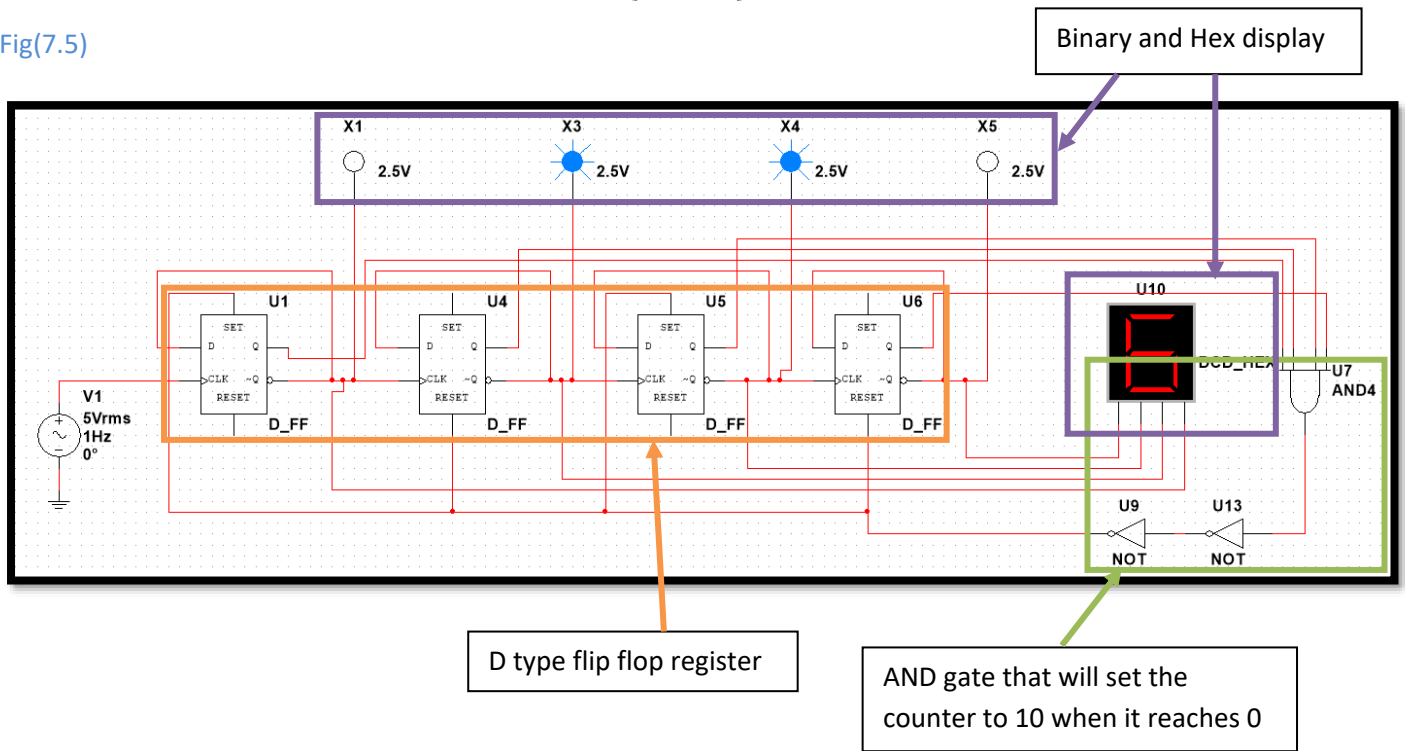 Fig(7.5)
Binary and Hex display
X1
X3
X4
X5
2.5V
2.5V
2.5V
2.5V
U1
U4
U5
U6
U10
SET
SET
SET
SET
D
Q
D
Q
D
Q
D
Q
CLK
~Q
CLK
~Q
CLK
~Q
CLK
~Q
RESET
RESET
RESET
RESET
D_FF
D_FF
D_FF
D_FF
V1
5Vrms
1Hz
0°
6
DCD_HEX
U7
AND4
U9
U13
NOT
NOT
D type flip flop register
AND gate that will set the
counter to 10 when it reaches 0